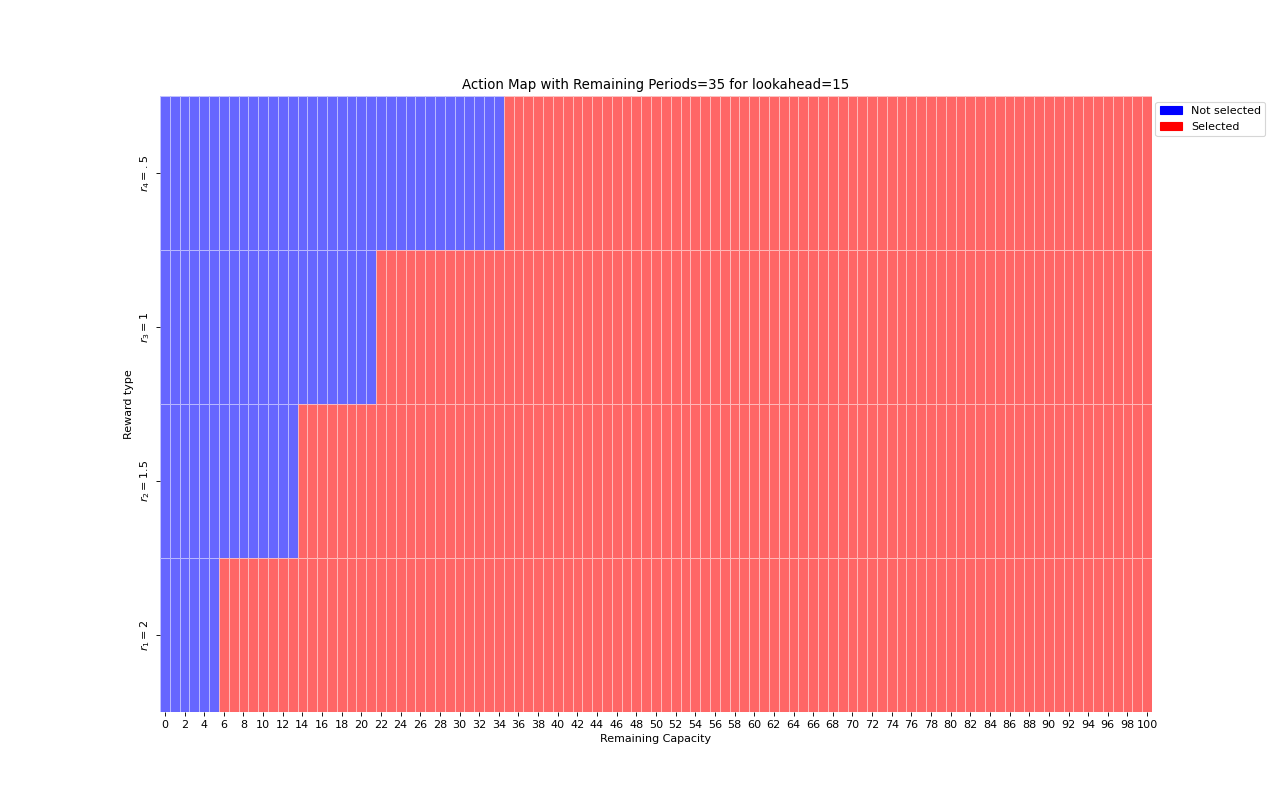 Action Map with Remaining Periods=35 for lookahead=15
Not selected
Selected
r₄ = .5
r₃ = 1
r₂ = 1.5
r₁ = 2
Reward type
0 2 4 6 8 10 12 14 16 18 20 22 24 26 28 30 32 34 36 38 40 42 44 46 48 50 52 54 56 58 60 62 64 66 68 70 72 74 76 78 80 82 84 86 88 90 92 94 96 98 100
Remaining Capacity